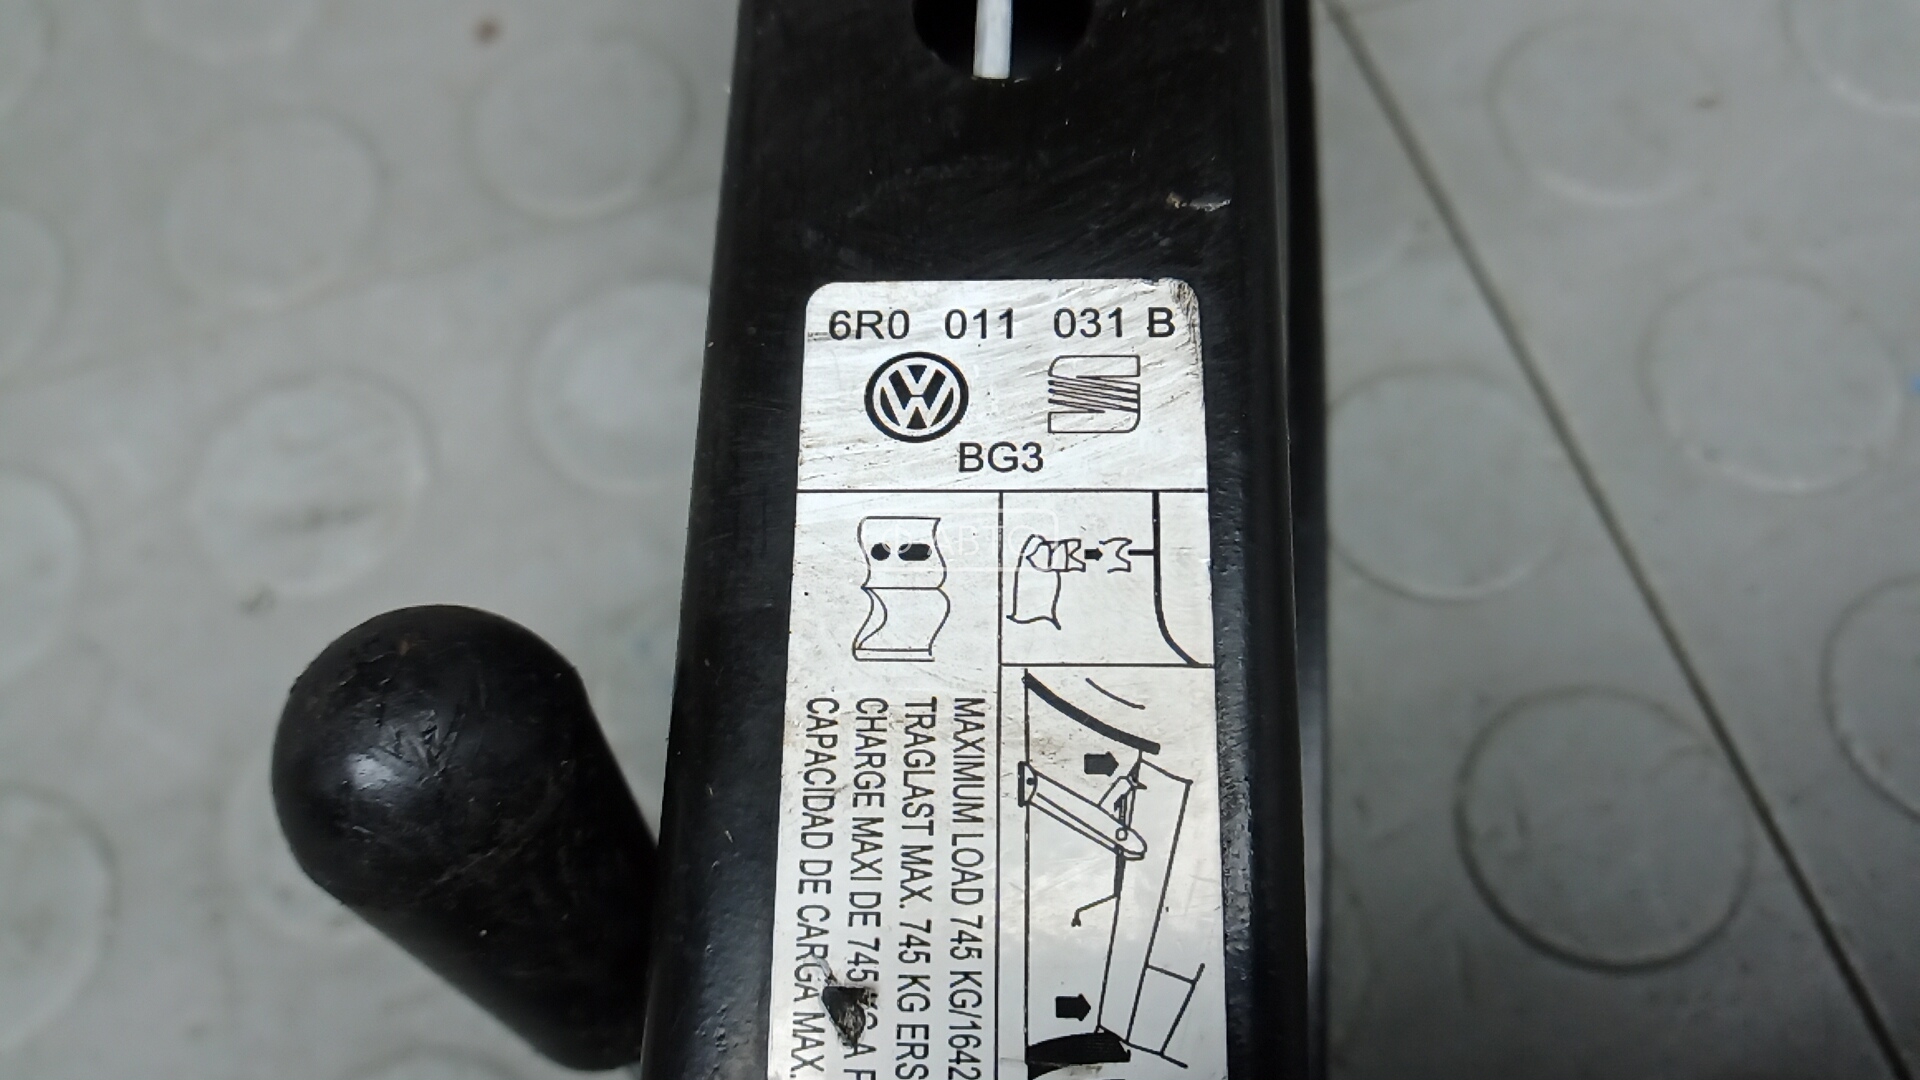 6R0 011 031 B
BG3
MAXIMUM LOAD 745 KG/1642
TRAGLAST MAX. 745 KG ERS
CHARGE MAXI DE 745 KG A
CAPACIDAD DE CARGA MAX.